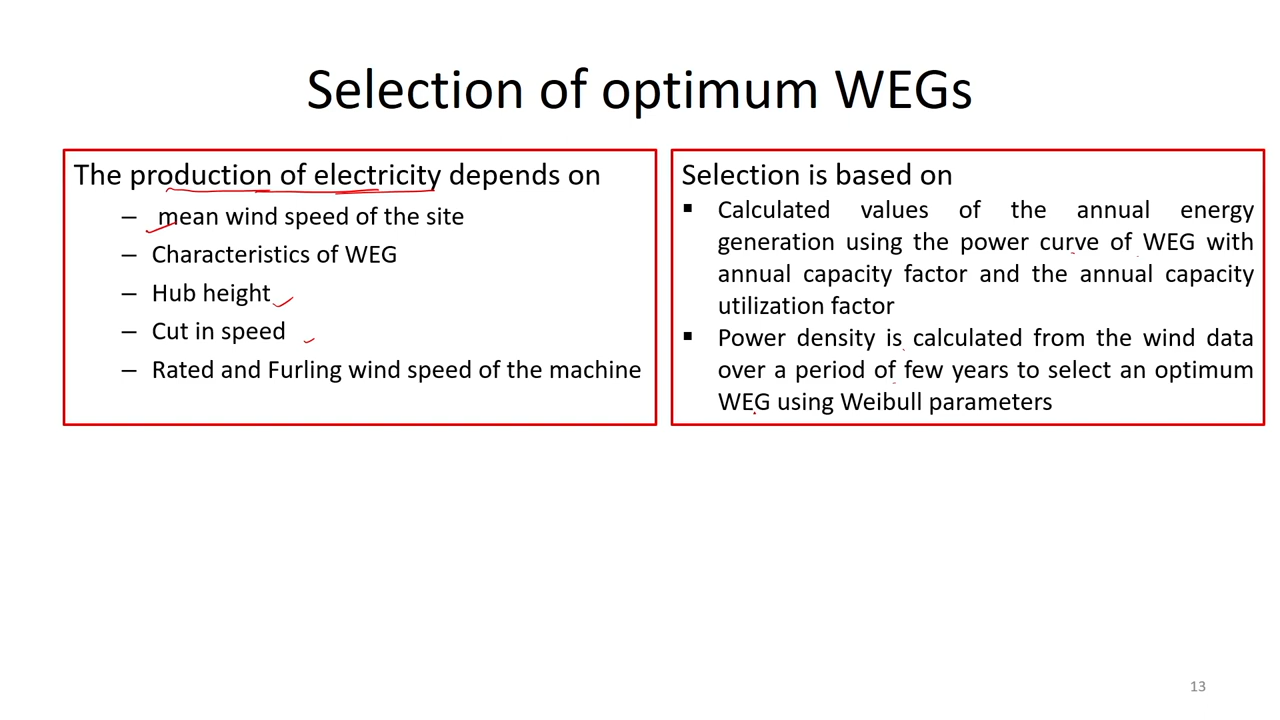 Selection of optimum WEGs
The production of electricity depends on
– mean wind speed of the site
– Characteristics of WEG
– Hub height
– Cut in speed
– Rated and Furling wind speed of the machine
Selection is based on
▪ Calculated values of the annual energy
generation using the power curve of WEG with
annual capacity factor and the annual capacity
utilization factor
▪ Power density is calculated from the wind data
over a period of few years to select an optimum
WEG using Weibull parameters
13